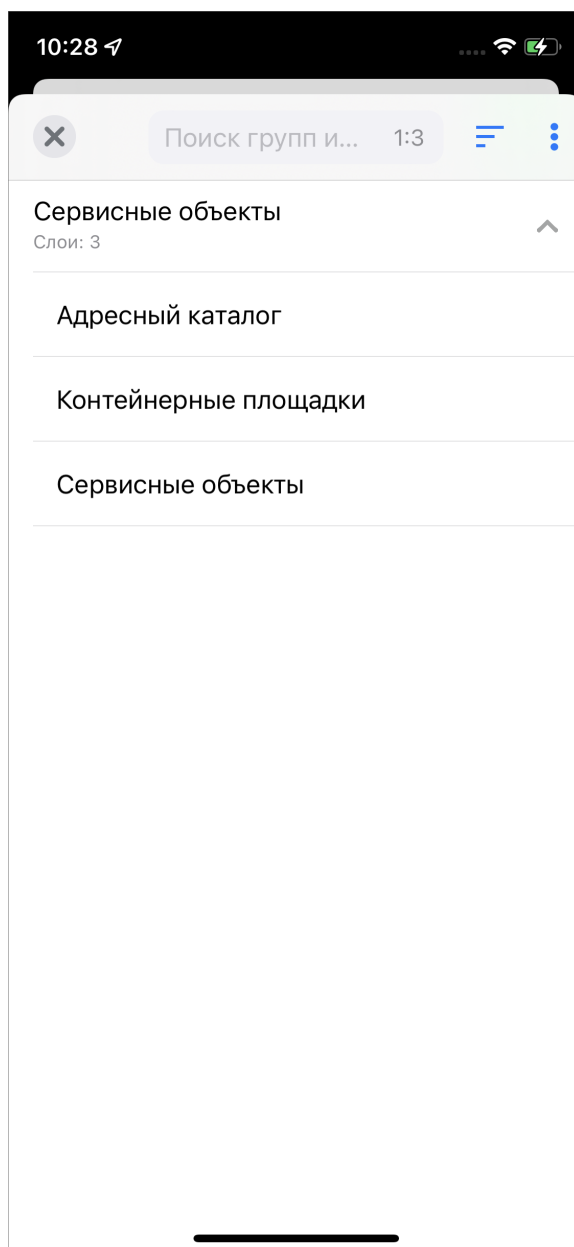 10:28
Поиск групп и... 1:3
Сервисные объекты
Слои: 3
Адресный каталог
Контейнерные площадки
Сервисные объекты